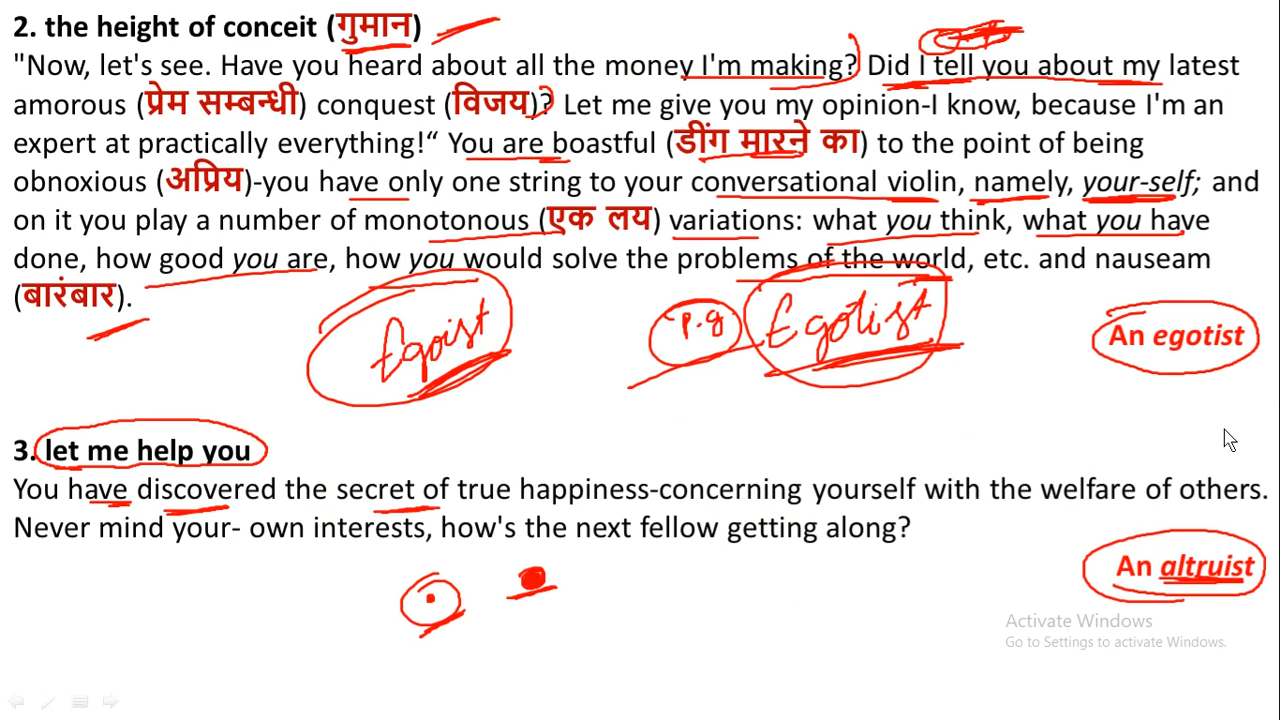 2. the height of conceit (गुमान)
"Now, let's see. Have you heard about all the money I'm making? Did I tell you about my latest
amorous (प्रेम सम्बन्धी) conquest (विजय)? Let me give you my opinion-I know, because I'm an
expert at practically everything!“ You are boastful (डींग मारने का) to the point of being
obnoxious (अप्रिय)-you have only one string to your conversational violin, namely, your-self; and
on it you play a number of monotonous (एक लय) variations: what you think, what you have
done, how good you are, how you would solve the problems of the world, etc. and nauseam
(बारंबार).
Egoist
p.g
Egotist
An egotist
3. let me help you
You have discovered the secret of true happiness-concerning yourself with the welfare of others.
Never mind your- own interests, how's the next fellow getting along?
An altruist
Activate Windows
Go to Settings to activate Windows.